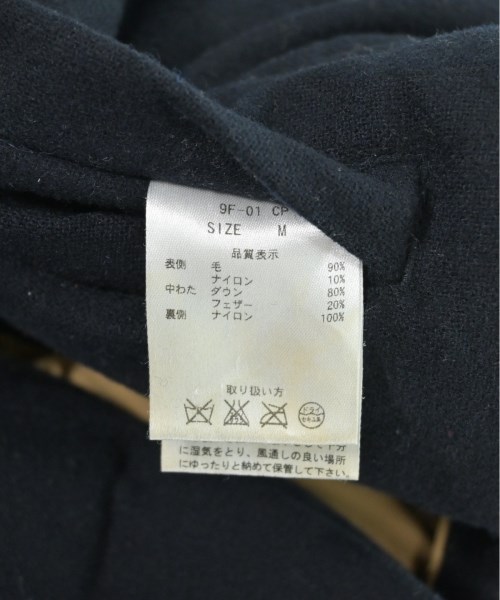 9F-01 CP
SIZE M
品質表示
表側 毛 90%
ナイロン 10%
中わた ダウン 80%
フェザー 20%
裏側 ナイロン 100%
取り扱い方
ドライ
に湿気をとり、風通しの良い場所
にゆったりと納めて保管して下さい。